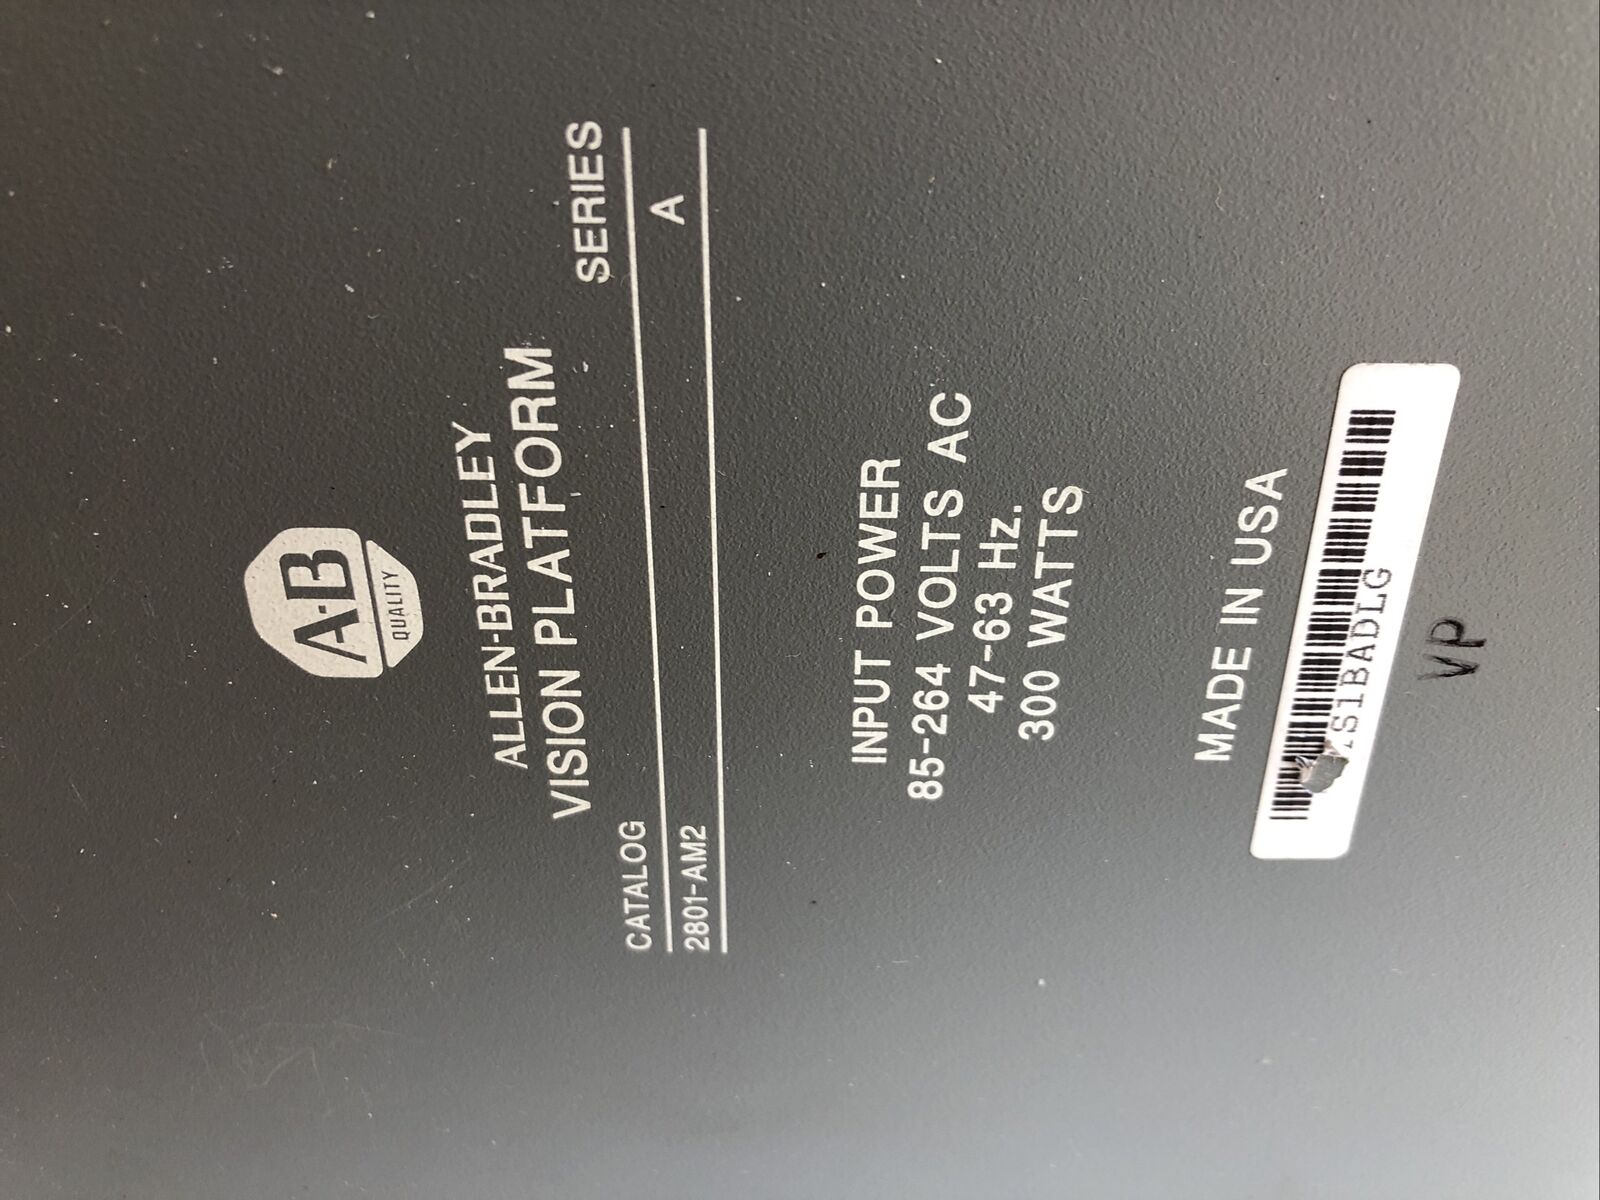 A-B
QUALITY
ALLEN-BRADLEY
VISION PLATFORM
CATALOG SERIES
2801-AM2 A
INPUT POWER
85-264 VOLTS AC
47-63 Hz.
300 WATTS
MADE IN USA
S1BADLG
VP